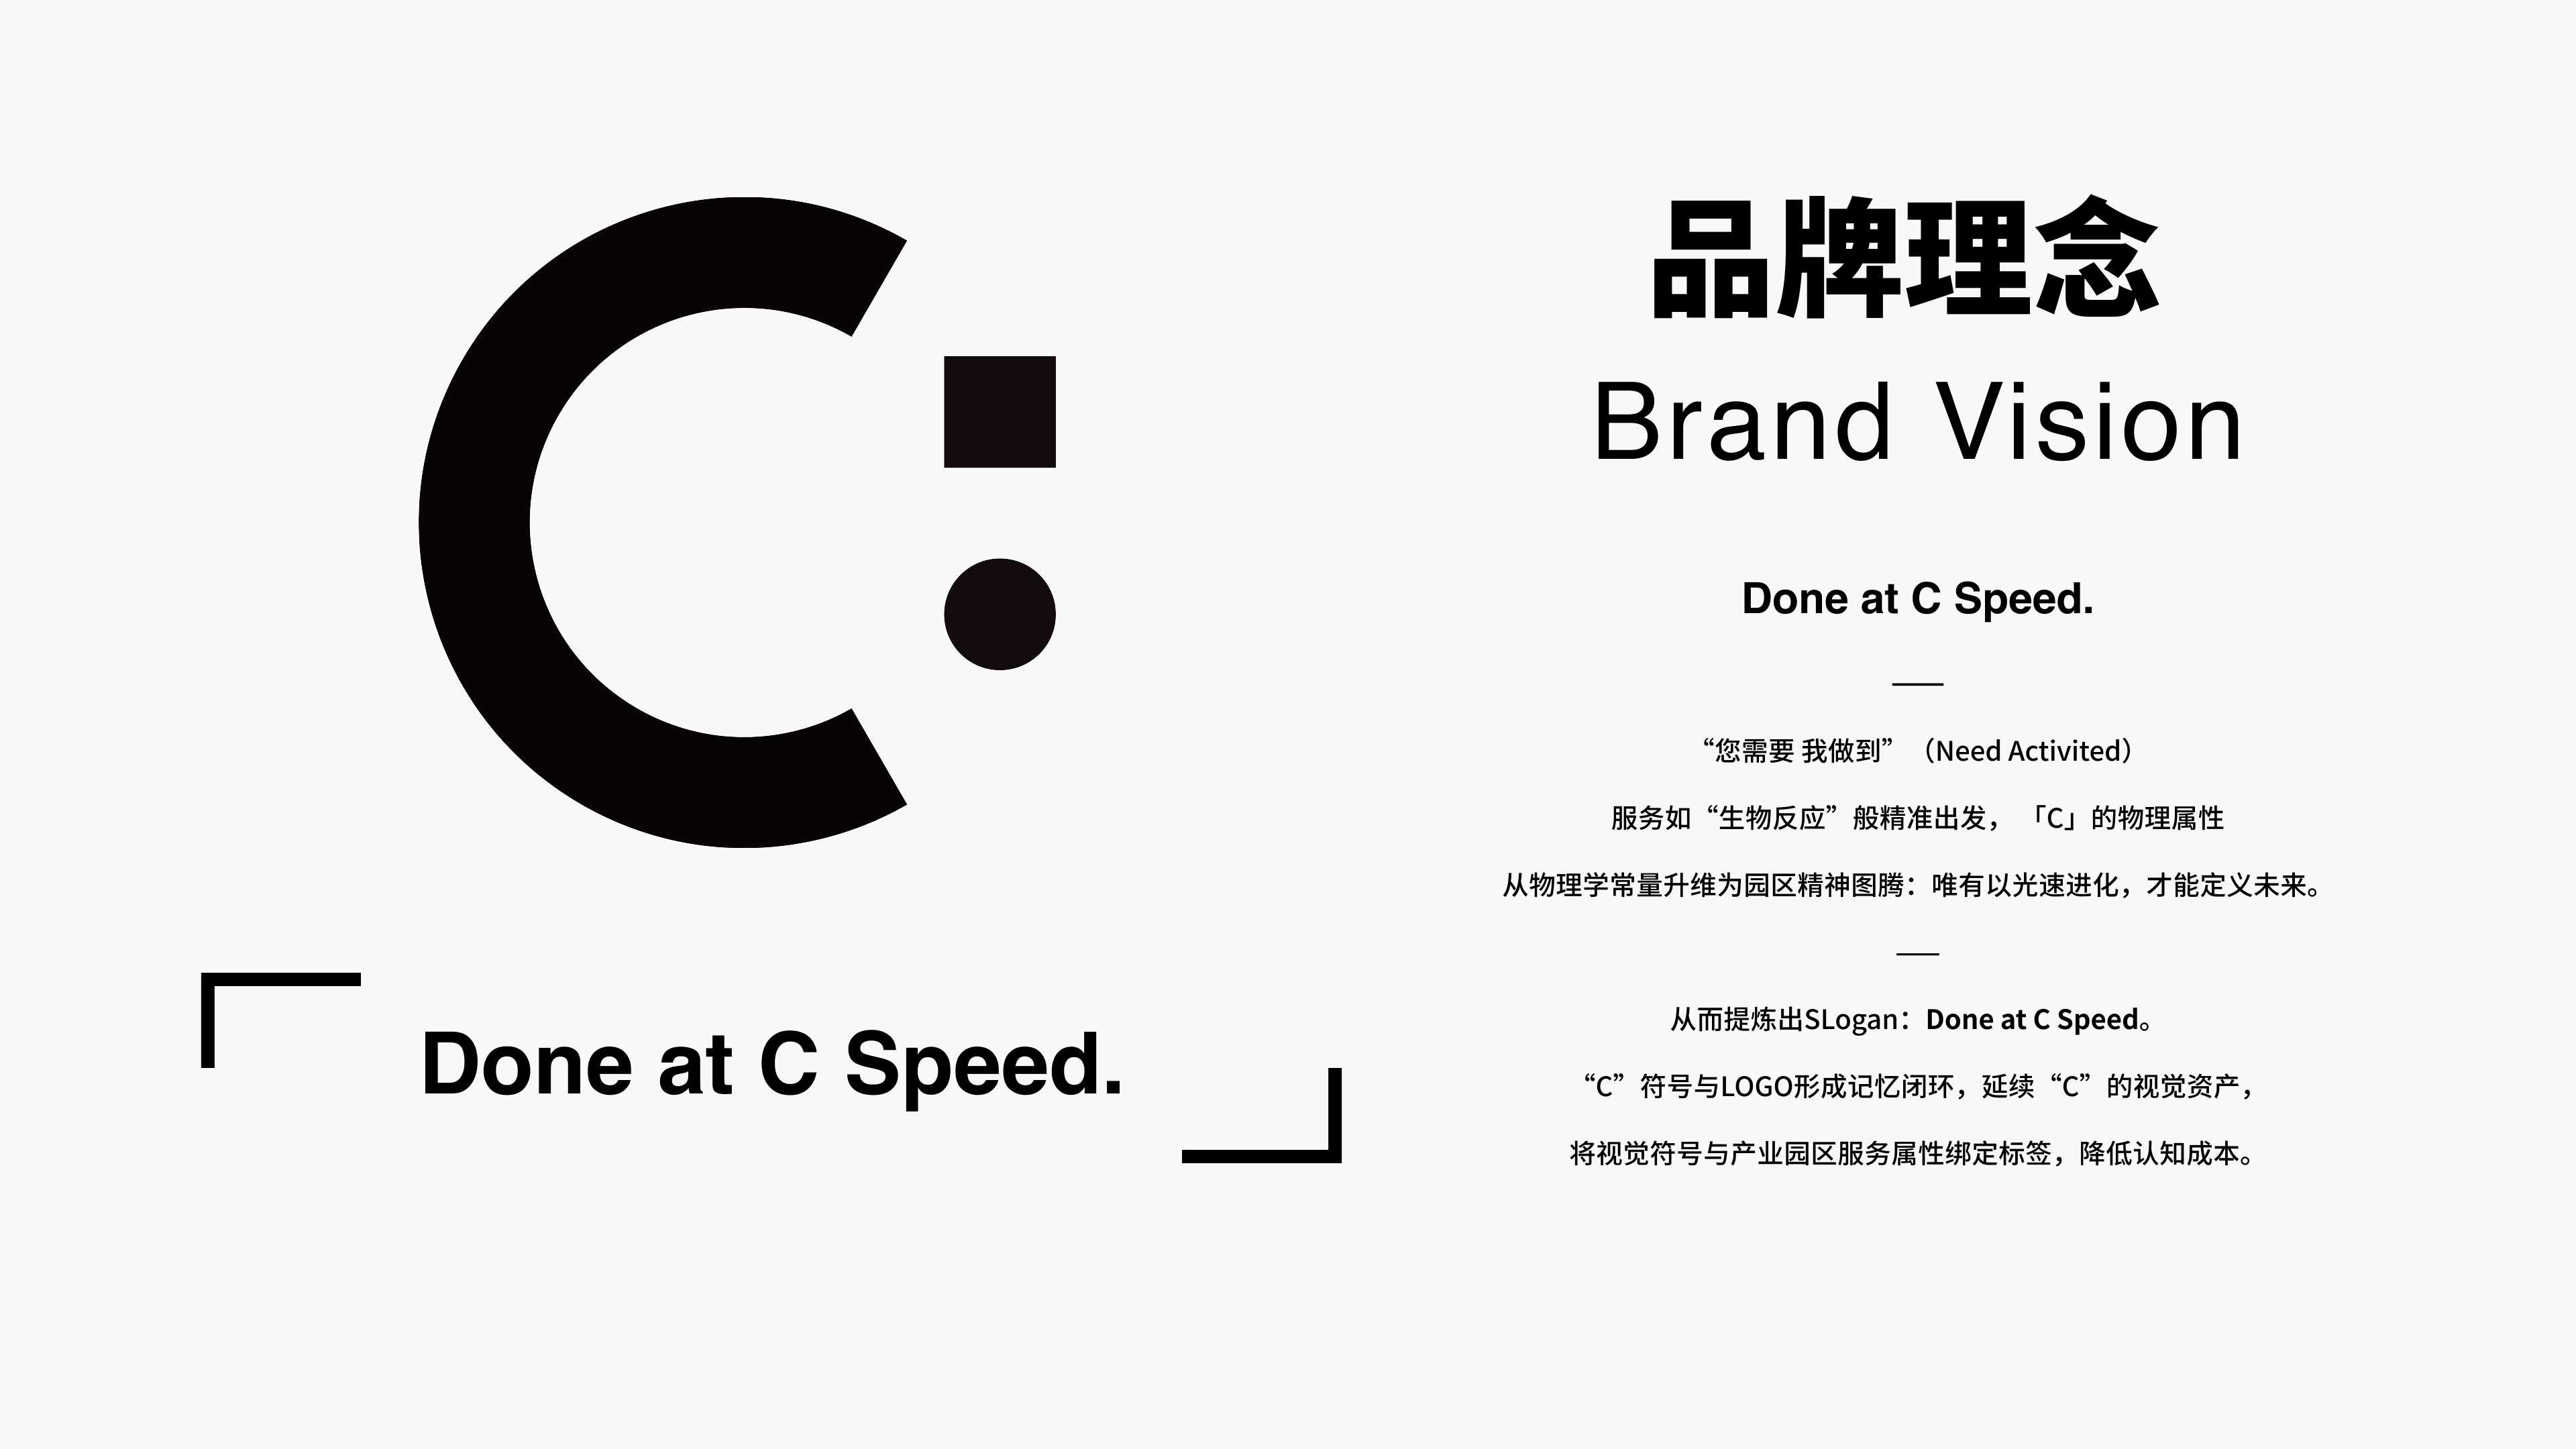 C:
Done at C Speed.
品牌理念
Brand Vision
Done at C Speed.
“您需要 我做到”（Need Activited）
服务如“生物反应”般精准出发，「C」的物理属性
从物理学常量升维为园区精神图腾：唯有以光速进化，才能定义未来。
从而提炼出SLogan：Done at C Speed。
“C”符号与LOGO形成记忆闭环，延续“C”的视觉资产，
将视觉符号与产业园区服务属性绑定标签，降低认知成本。